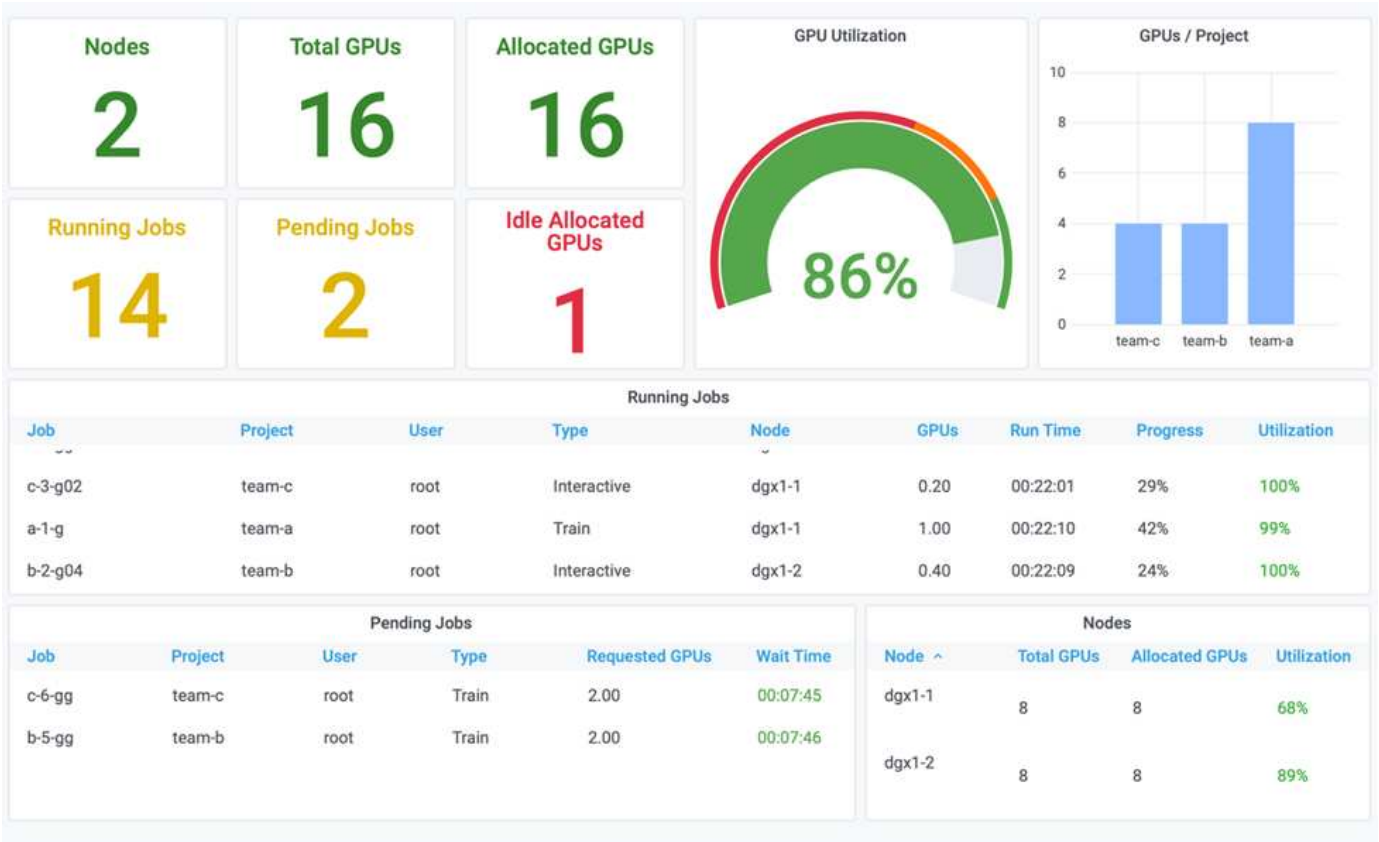 Nodes
2
Total GPUs
16
Allocated GPUs
16
Running Jobs
14
Pending Jobs
2
Idle Allocated
GPUs
1
GPU Utilization
86%
GPUs / Project
10
8
6
4
2
0
team-c team-b team-a
Running Jobs
Job Project User Type Node GPUs Run Time Progress Utilization
c-3-g02 team-c root Interactive dgx1-1 0.20 00:22:01 29% 100%
a-1-g team-a root Train dgx1-1 1.00 00:22:10 42% 99%
b-2-g04 team-b root Interactive dgx1-2 0.40 00:22:09 24% 100%
Pending Jobs
Job Project User Type Requested GPUs Wait Time
c-6-gg team-c root Train 2.00 00:07:45
b-5-gg team-b root Train 2.00 00:07:46
Nodes
Node Total GPUs Allocated GPUs Utilization
dgx1-1 8 8 68%
dgx1-2 8 8 89%